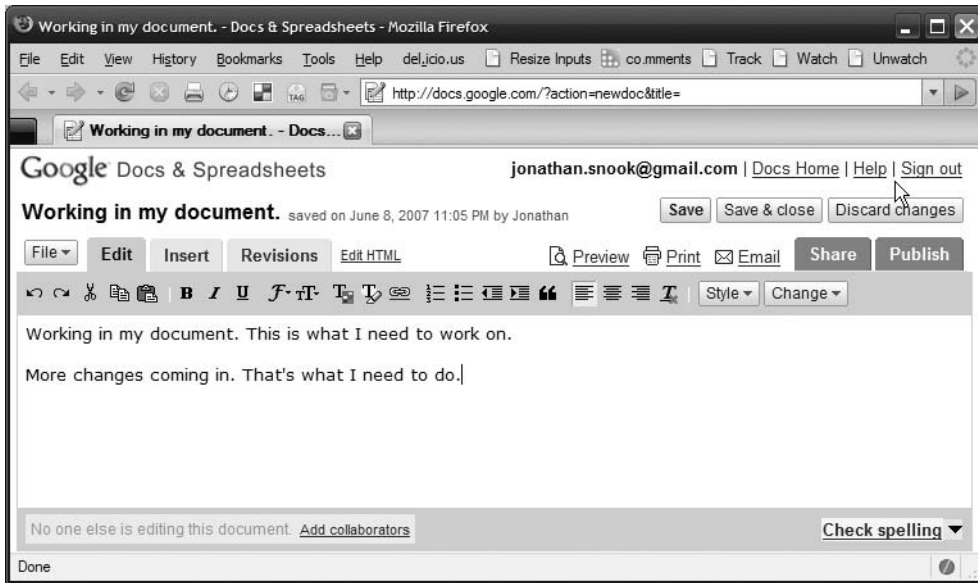 Working in my document. - Docs & Spreadsheets - Mozilla Firefox
File Edit View History Bookmarks Tools Help del.icio.us Resize Inputs co.mments Track Watch Unwatch
TAG http://docs.google.com/?action=newdoc&title=
Working in my document. - Docs...
Google Docs & Spreadsheets jonathan.snook@gmail.com | Docs Home | Help | Sign out
Working in my document. saved on June 8, 2007 11:05 PM by Jonathan Save Save & close Discard changes
File Edit Insert Revisions Edit HTML Preview Print Email Share Publish
B I U Style Change
Working in my document. This is what I need to work on.
More changes coming in. That's what I need to do.
No one else is editing this document. Add collaborators Check spelling
Done